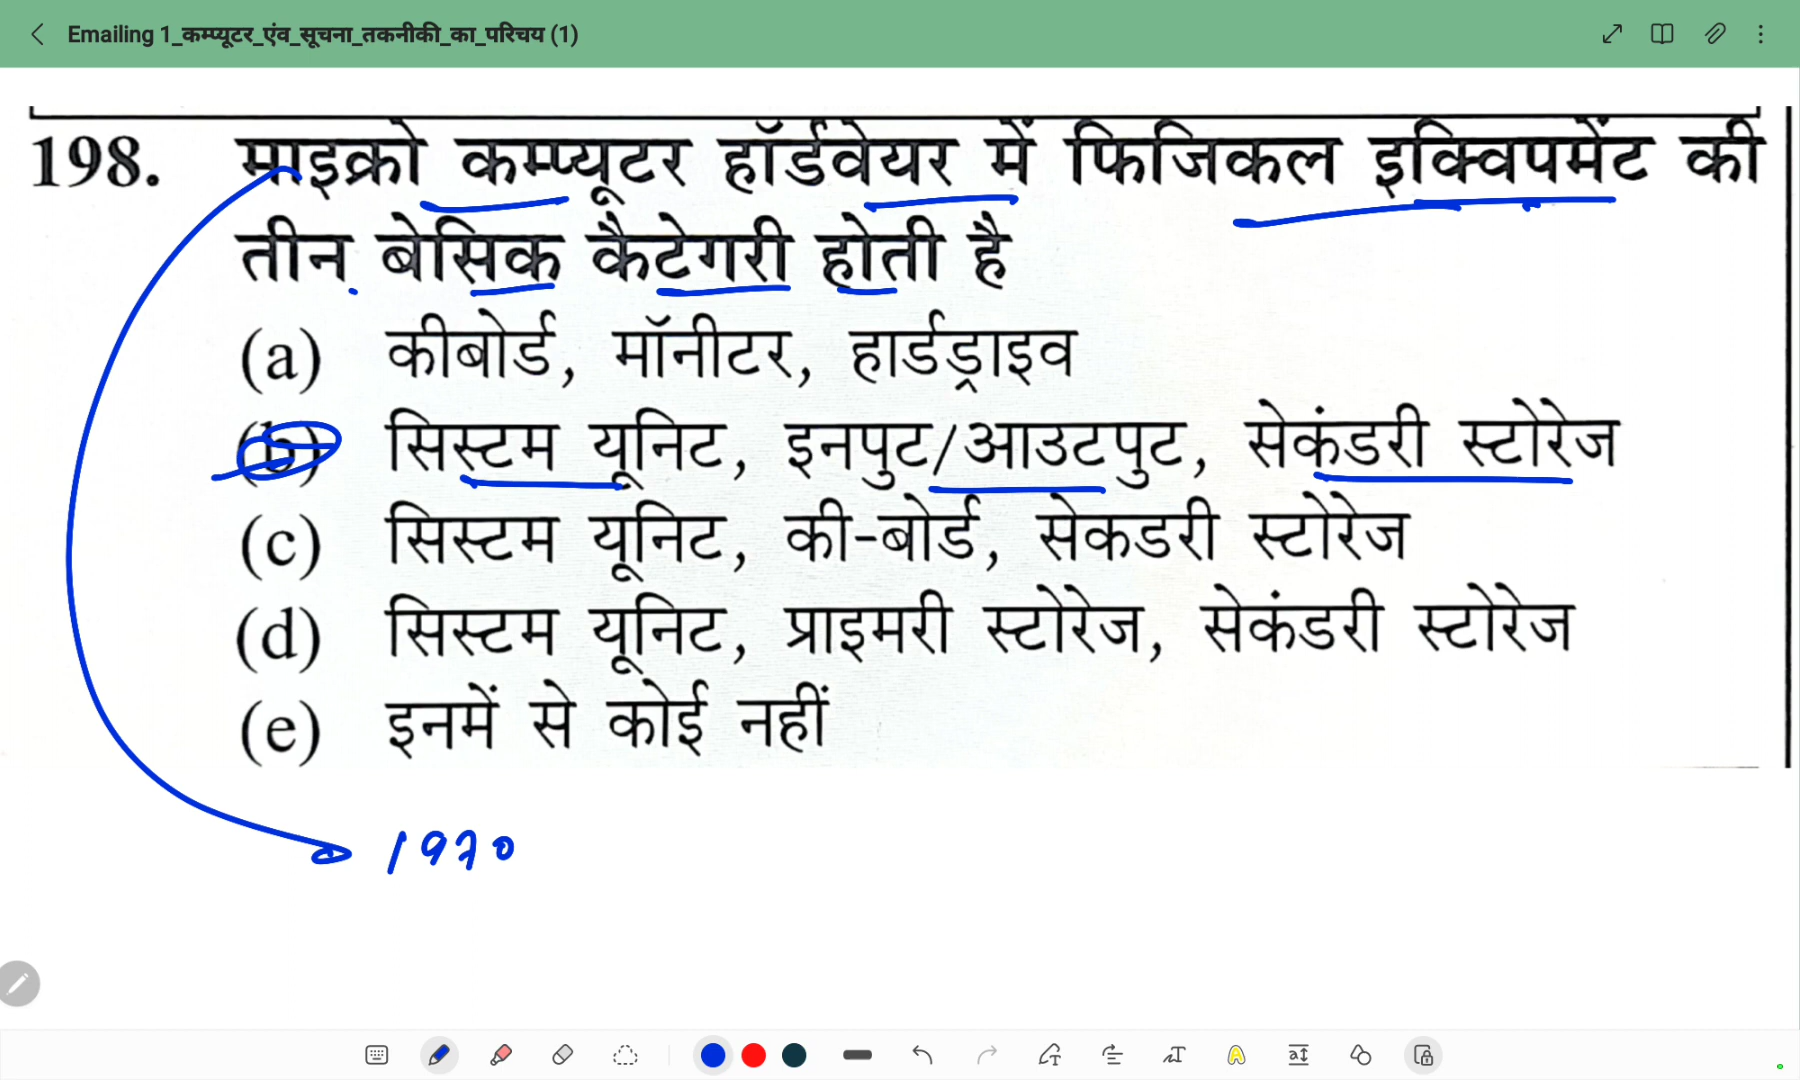 Emailing 1_कम्प्यूटर_एंव_सूचना_तकनीकी_का_परिचय (1)
198. माइक्रो कम्प्यूटर हॉर्डवेयर में फिजिकल इक्विपमेंट की
तीन बेसिक कैटेगरी होती है
(a) कीबोर्ड, मॉनीटर, हार्डड्राइव
(b) सिस्टम यूनिट, इनपुट/आउटपुट, सेकंडरी स्टोरेज
(c) सिस्टम यूनिट, की-बोर्ड, सेकडरी स्टोरेज
(d) सिस्टम यूनिट, प्राइमरी स्टोरेज, सेकंडरी स्टोरेज
(e) इनमें से कोई नहीं
1970